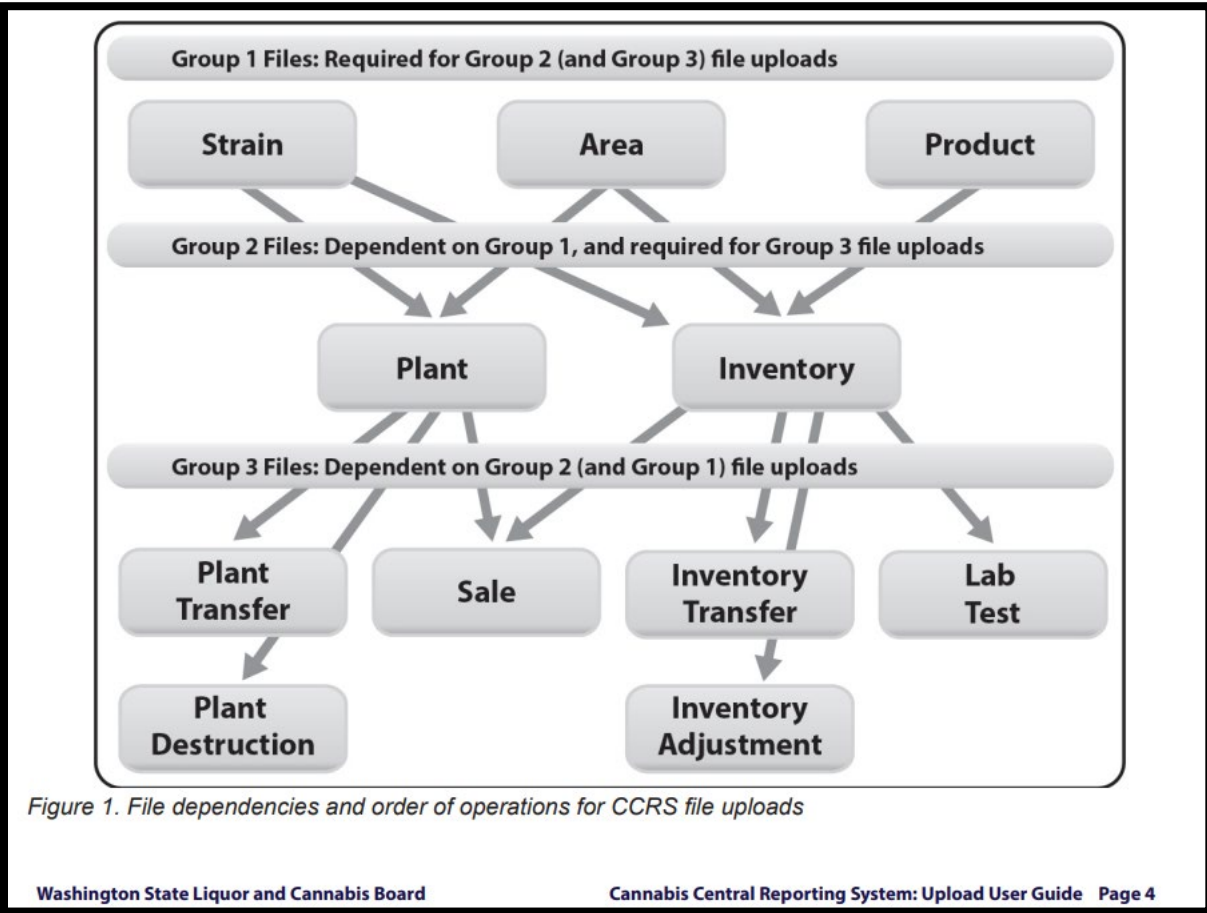 Group 1 Files: Required for Group 2 (and Group 3) file uploads
Strain
Area
Product
Group 2 Files: Dependent on Group 1, and required for Group 3 file uploads
Plant
Inventory
Group 3 Files: Dependent on Group 2 (and Group 1) file uploads
Plant
Transfer
Sale
Inventory
Transfer
Lab
Test
Plant
Destruction
Inventory
Adjustment
Figure 1. File dependencies and order of operations for CCRS file uploads
Washington State Liquor and Cannabis Board
Cannabis Central Reporting System: Upload User Guide Page 4